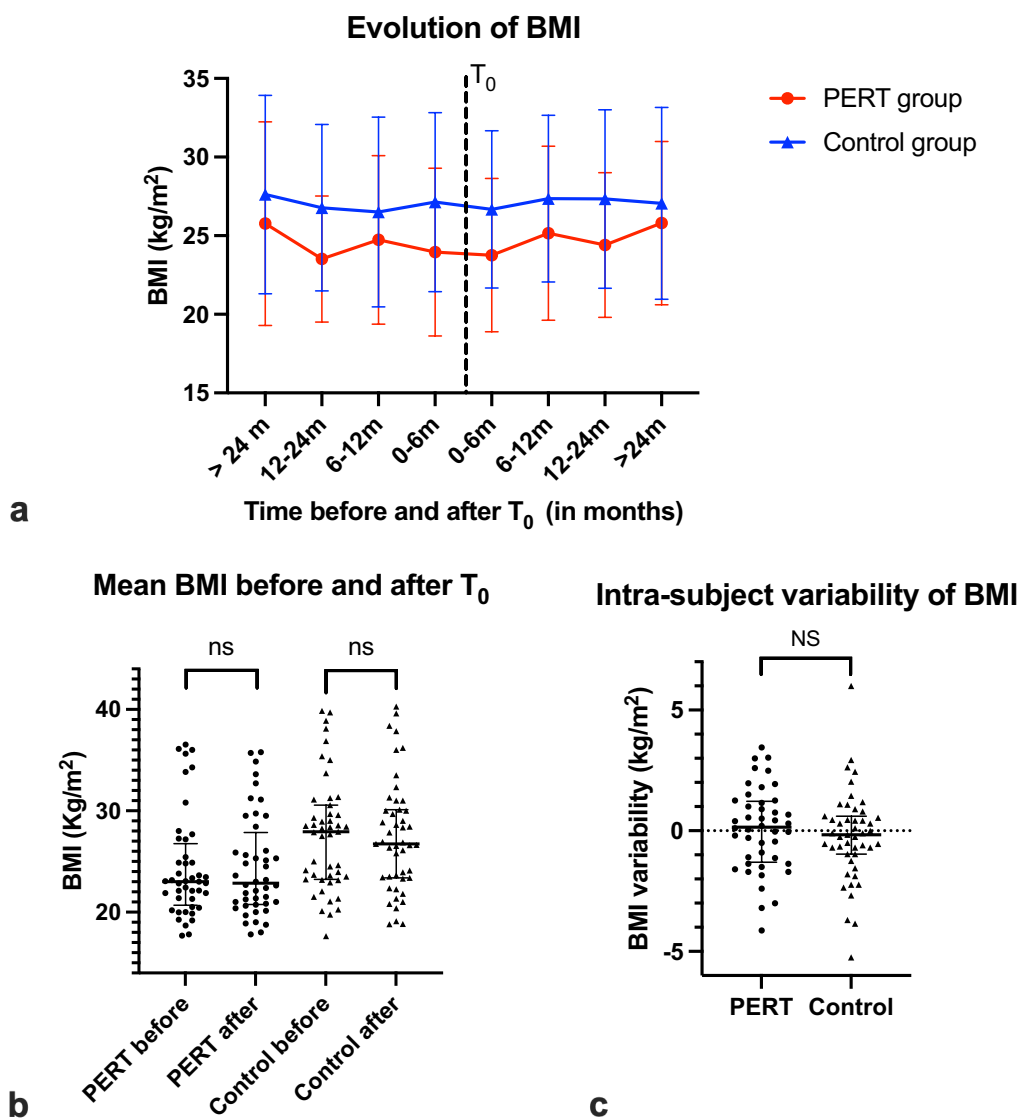 Evolution of BMI
T0
35
30
25
20
15
BMI (kg/m2)
> 24 m
12-24m
6-12m
0-6m
0-6m
6-12m
12-24m
>24m
Time before and after T0 (in months)
PERT group
Control group
a
Mean BMI before and after T0
ns
ns
40
30
20
BMI (Kg/m2)
PERT before
PERT after
Control before
Control after
b
Intra-subject variability of BMI
NS
5
0
-5
BMI variability (kg/m2)
PERT
Control
c